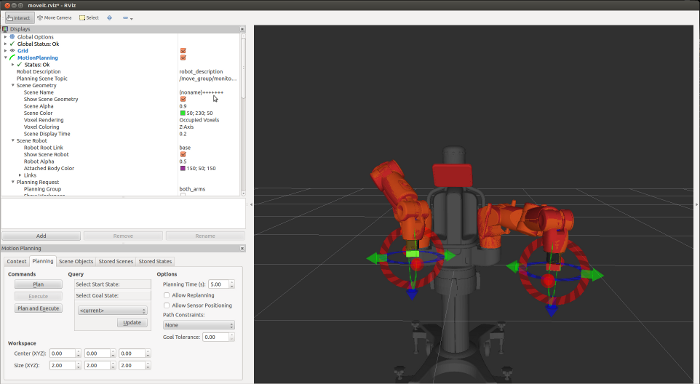 moveit.rviz* - RViz
Interact Move Camera Select
Displays
Global Options
Global Status: Ok
Grid
MotionPlanning
Status: Ok
Robot Description robot_description
Planning Scene Topic /move_group/monito...
Scene Geometry
Scene Name (noname)+++++++
Show Scene Geometry
Scene Alpha 0.9
Scene Color 50; 230; 50
Voxel Rendering Occupied Voxels
Voxel Coloring Z-Axis
Scene Display Time 0.2
Scene Robot
Robot Root Link base
Show Scene Robot
Robot Alpha 0.5
Attached Body Color 150; 50; 150
Links
Planning Request
Planning Group both_arms
Add Remove Rename
Motion Planning
Context Planning Scene Objects Stored Scenes Stored States
Commands Query Options
Plan Select Start State: Planning Time (s): 5.00
Execute Select Goal State: Allow Replanning
Plan and Execute <current> Allow Sensor Positioning
Update Path Constraints:
None
Goal Tolerance: 0.00
Workspace
Center (XYZ): 0.00 0.00 0.00
Size (XYZ): 2.00 2.00 2.00